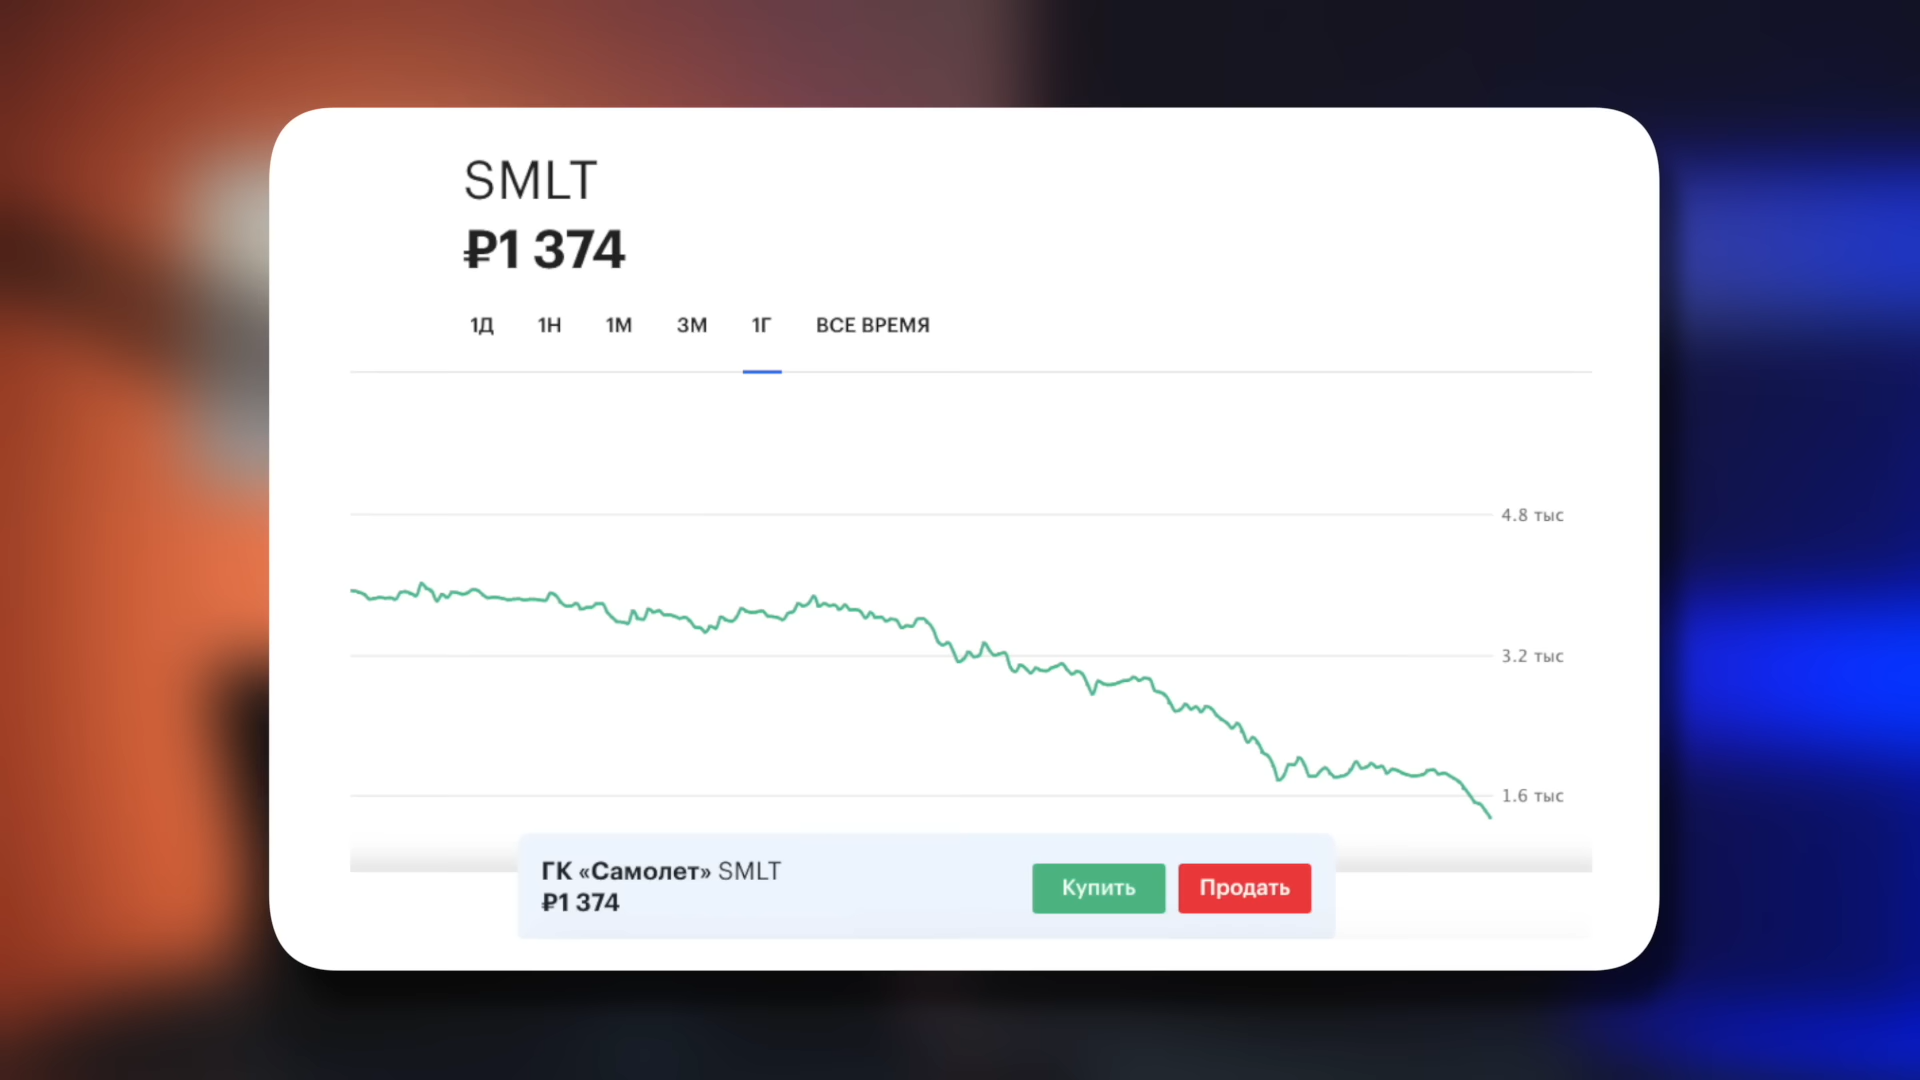 SMLT
₽1 374
1Д 1Н 1М 3М 1Г ВСЕ ВРЕМЯ
4.8 тыс
3.2 тыс
1.6 тыс
ГК «Самолет» SMLT
₽1 374
Купить Продать